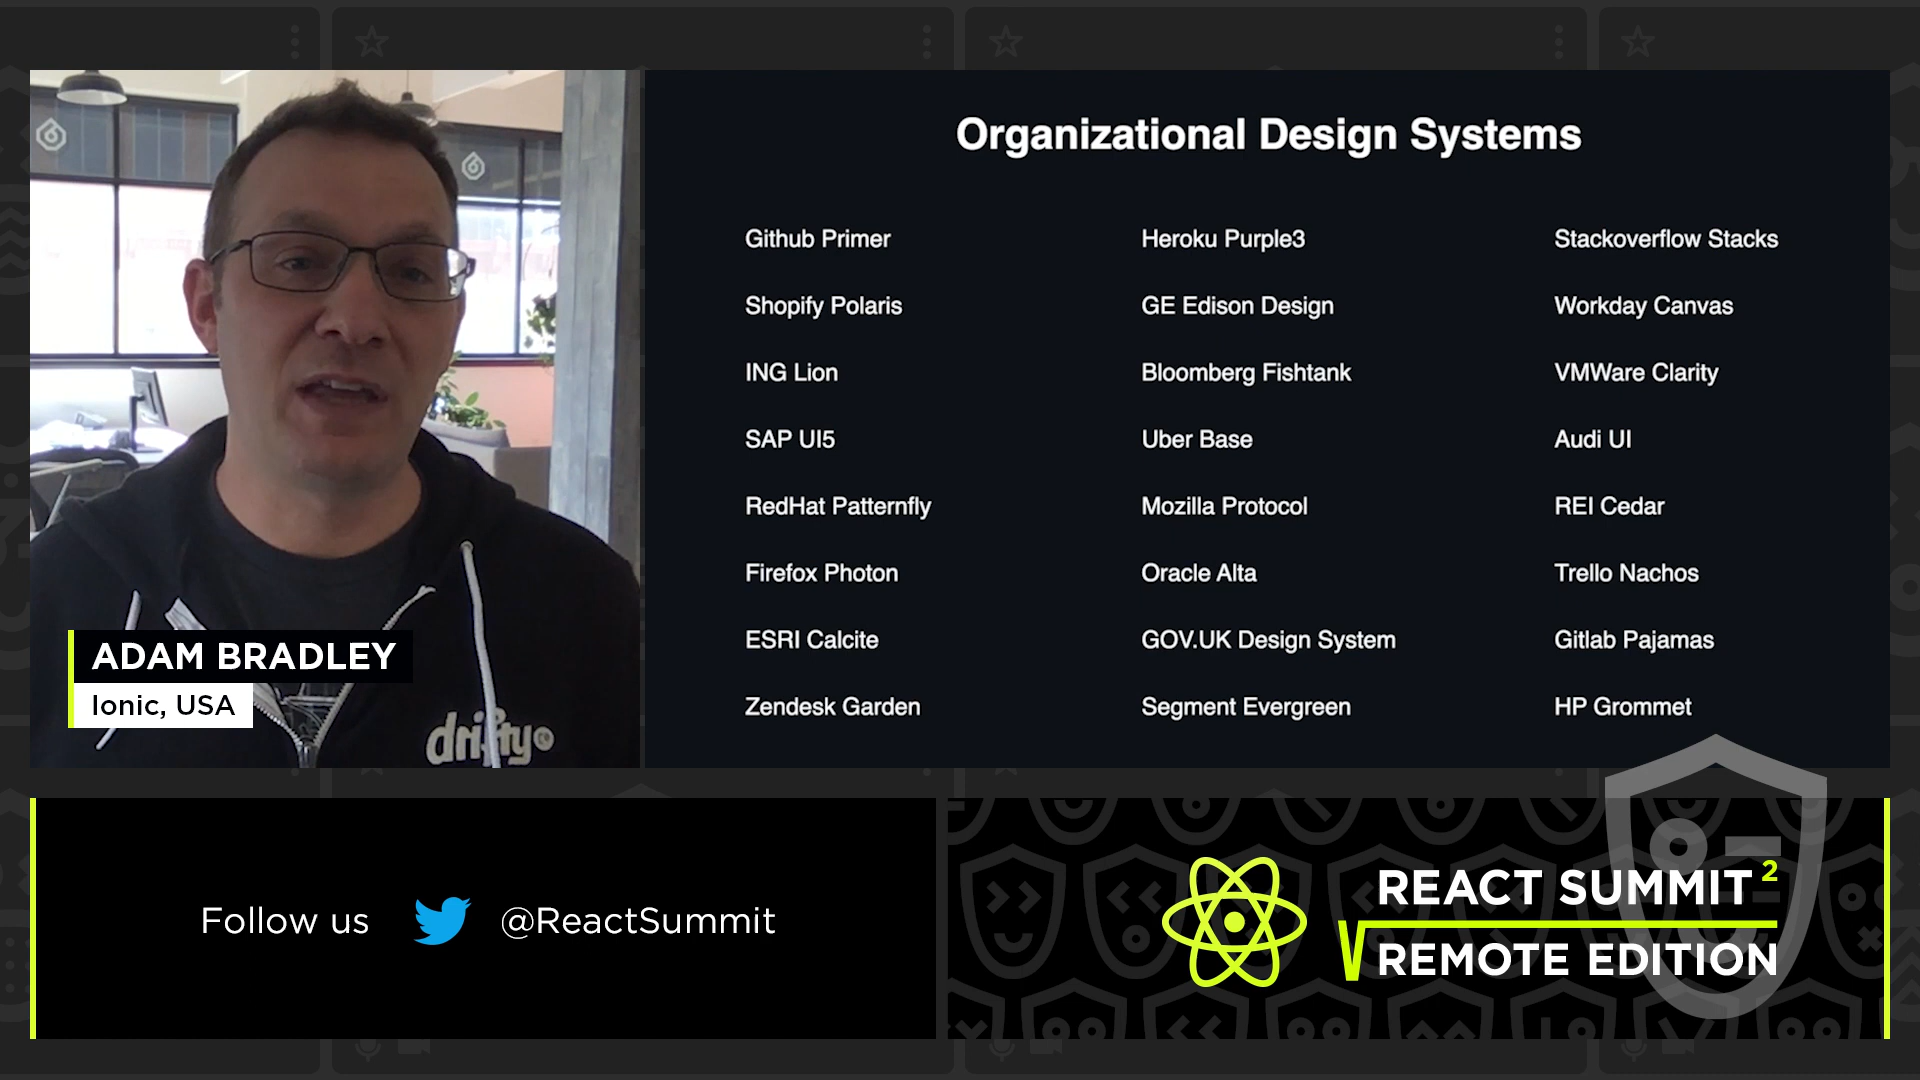 Organizational Design Systems
Github Primer
Heroku Purple3
Stackoverflow Stacks
Shopify Polaris
GE Edison Design
Workday Canvas
ING Lion
Bloomberg Fishtank
VMWare Clarity
SAP UI5
Uber Base
Audi UI
RedHat Patternfly
Mozilla Protocol
REI Cedar
Firefox Photon
Oracle Alta
Trello Nachos
ESRI Calcite
GOV.UK Design System
Gitlab Pajamas
Zendesk Garden
Segment Evergreen
HP Grommet
ADAM BRADLEY
Ionic, USA
drifty
Follow us @ReactSummit
REACT SUMMIT 2
REMOTE EDITION